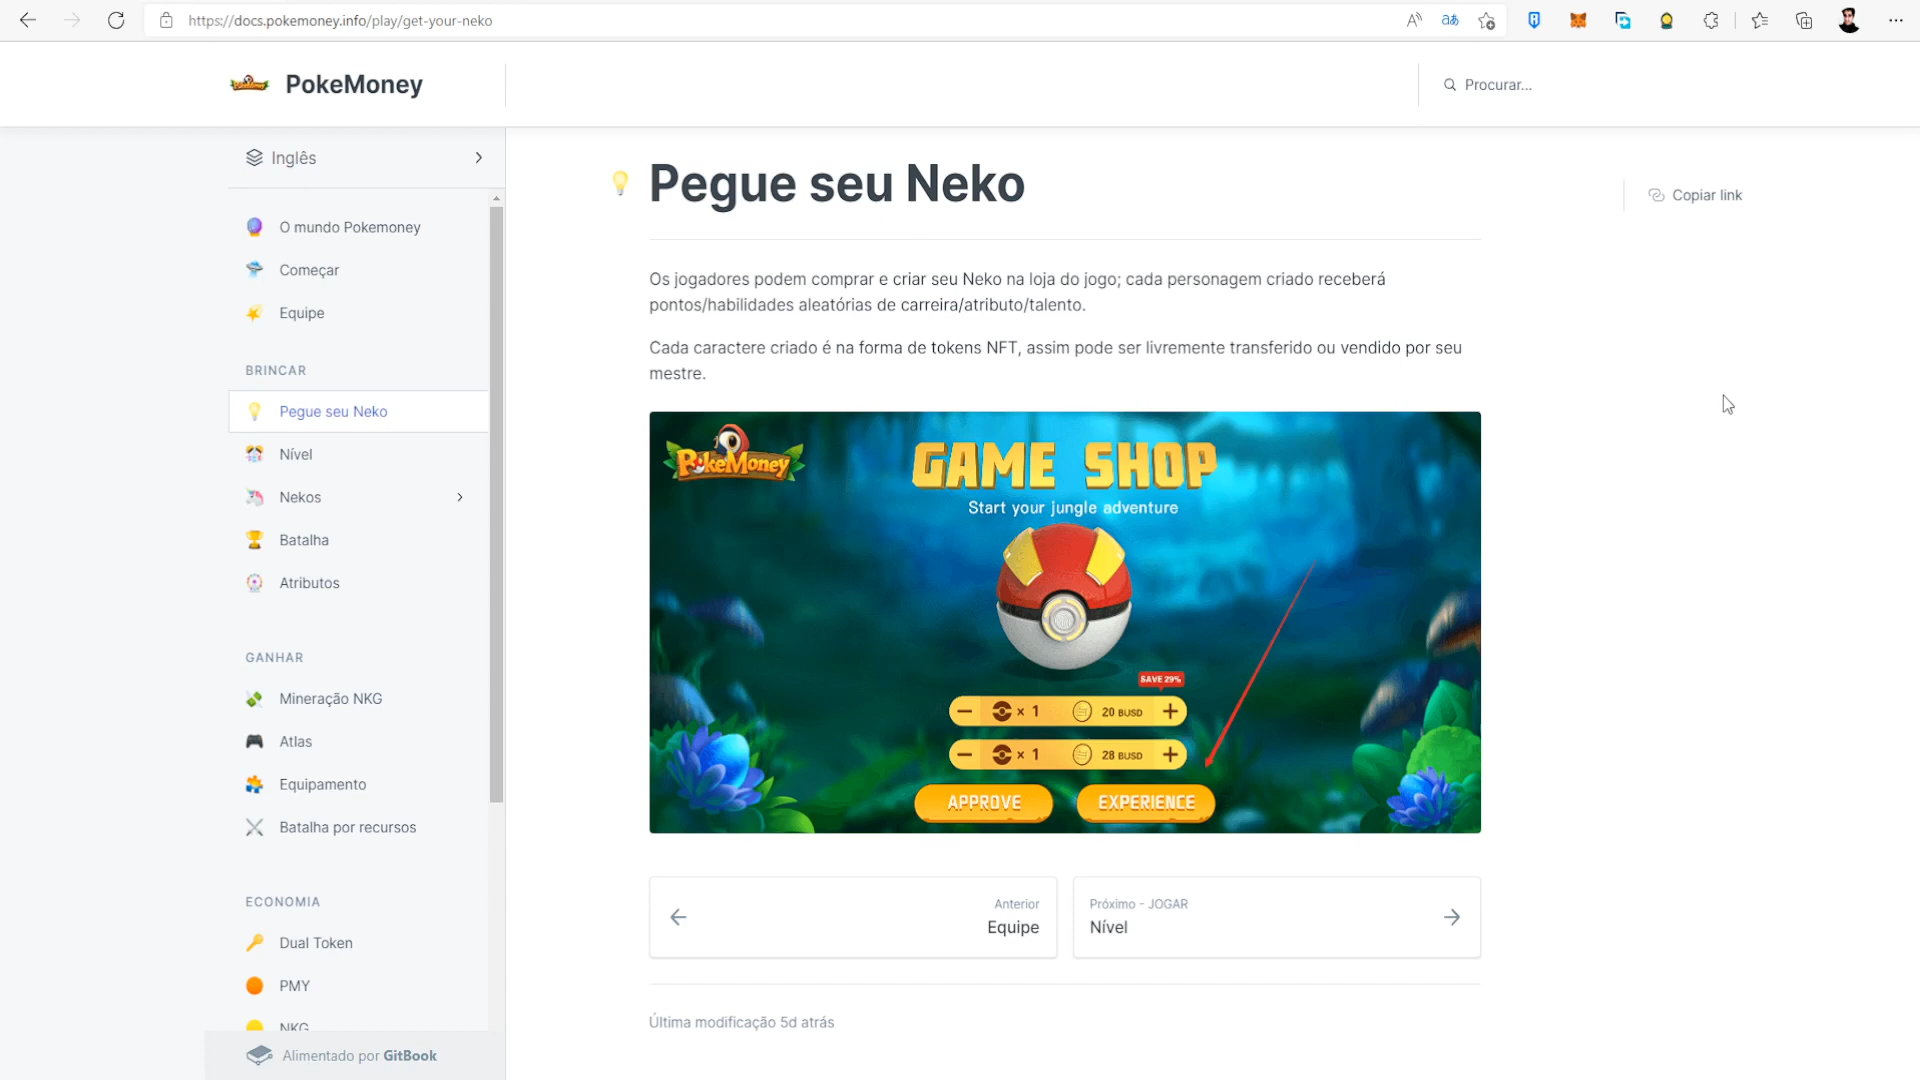 https://docs.pokemoney.info/play/get-your-neko
PokeMoney
Procurar...
Inglês
O mundo Pokemoney
Começar
Equipe
BRINCAR
Pegue seu Neko
Nível
Nekos
Batalha
Atributos
GANHAR
Mineração NKG
Atlas
Equipamento
Batalha por recursos
ECONOMIA
Dual Token
PMY
NKG
Alimentado por GitBook
Pegue seu Neko
Copiar link
Os jogadores podem comprar e criar seu Neko na loja do jogo; cada personagem criado receberá
pontos/habilidades aleatórias de carreira/atributo/talento.
Cada caractere criado é na forma de tokens NFT, assim pode ser livremente transferido ou vendido por seu
mestre.
PokeMoney
GAME SHOP
Start your jungle adventure
SAVE 29%
− × 1 20 BUSD +
− × 1 28 BUSD +
APPROVE EXPERIENCE
Anterior
Equipe
Próximo - JOGAR
Nível
Última modificação 5d atrás